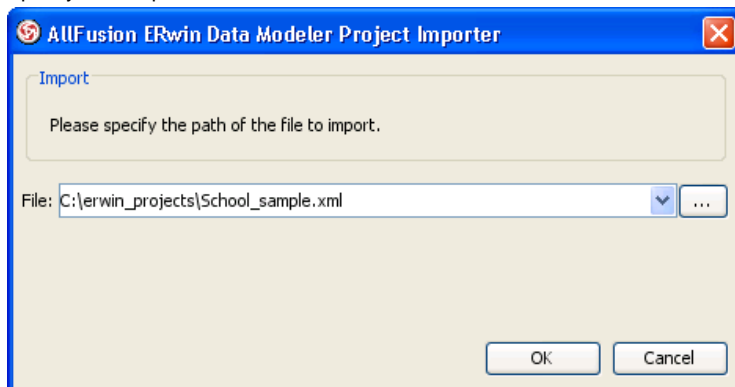 AllFusion ERwin Data Modeler Project Importer
Import
Please specify the path of the file to import.
File: C:\erwin_projects\School_sample.xml ...
OK Cancel